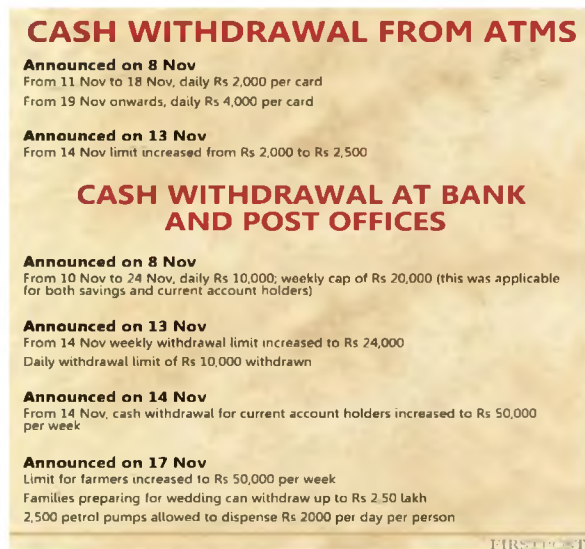 CASH WITHDRAWAL FROM ATMS
Announced on 8 Nov
From 11 Nov to 18 Nov, daily Rs 2,000 per card
From 19 Nov onwards, daily Rs 4,000 per card
Announced on 13 Nov
From 14 Nov limit increased from Rs 2,000 to Rs 2,500
CASH WITHDRAWAL AT BANK
AND POST OFFICES
Announced on 8 Nov
From 10 Nov to 24 Nov, daily Rs 10,000; weekly cap of Rs 20,000 (this was applicable
for both savings and current account holders)
Announced on 13 Nov
From 14 Nov weekly withdrawal limit increased to Rs 24,000
Daily withdrawal limit of Rs 10,000 withdrawn
Announced on 14 Nov
From 14 Nov, cash withdrawal for current account holders increased to Rs 50,000
per week
Announced on 17 Nov
Limit for farmers increased to Rs 50,000 per week
Families preparing for wedding can withdraw up to Rs 2.50 lakh
2,500 petrol pumps allowed to dispense Rs 2000 per day per person
FIRSTPOST